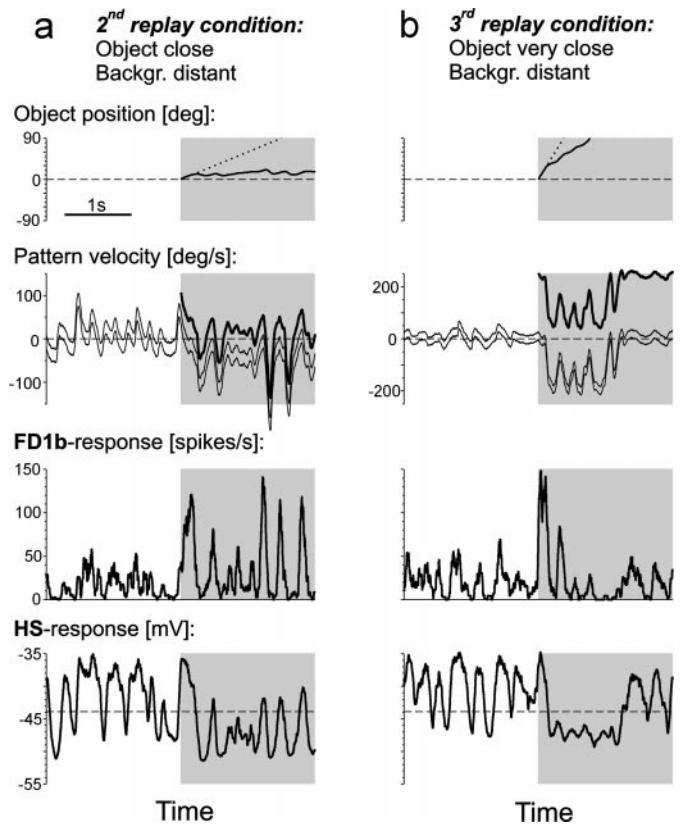 a
2nd replay condition:
Object close
Backgr. distant
b
3rd replay condition:
Object very close
Backgr. distant
Object position [deg]:
90
0
-90
1s
Pattern velocity [deg/s]:
100
0
-100
200
0
-200
FD1b-response [spikes/s]:
150
100
50
0
HS-response [mV]:
-35
-45
-55
Time
Time